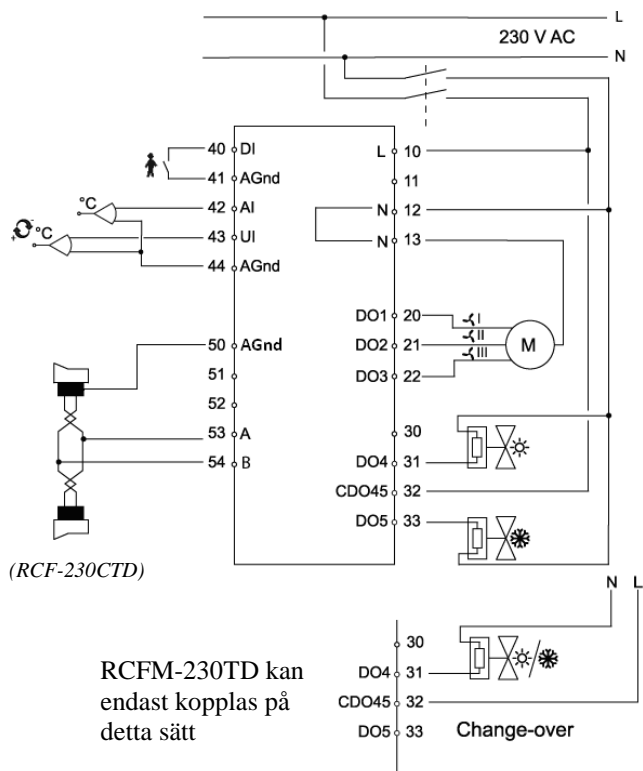 L
230 V AC
N
40 DI
41 AGnd
°C 42 AI
°C 43 UI
44 AGnd
50 AGnd
51
52
53 A
54 B
L 10
11
N 12
N 13
DO1 20 I
DO2 21 II
DO3 22 III
M
30
DO4 31
CDO45 32
DO5 33
(RCF-230CTD)
N L
30
DO4 31
CDO45 32
DO5 33
Change-over
RCFM-230TD kan
endast kopplas på
detta sätt